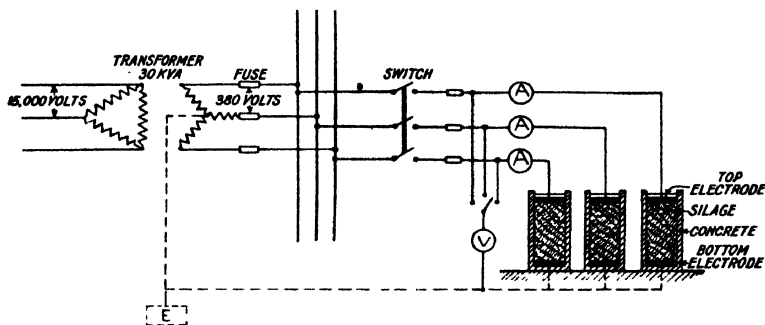 TRANSFORMER
30 KVA
FUSE
SWITCH
15,000 VOLTS
380 VOLTS
A
A
A
TOP
ELECTRODE
SILAGE
CONCRETE
BOTTOM
ELECTRODE
V
E